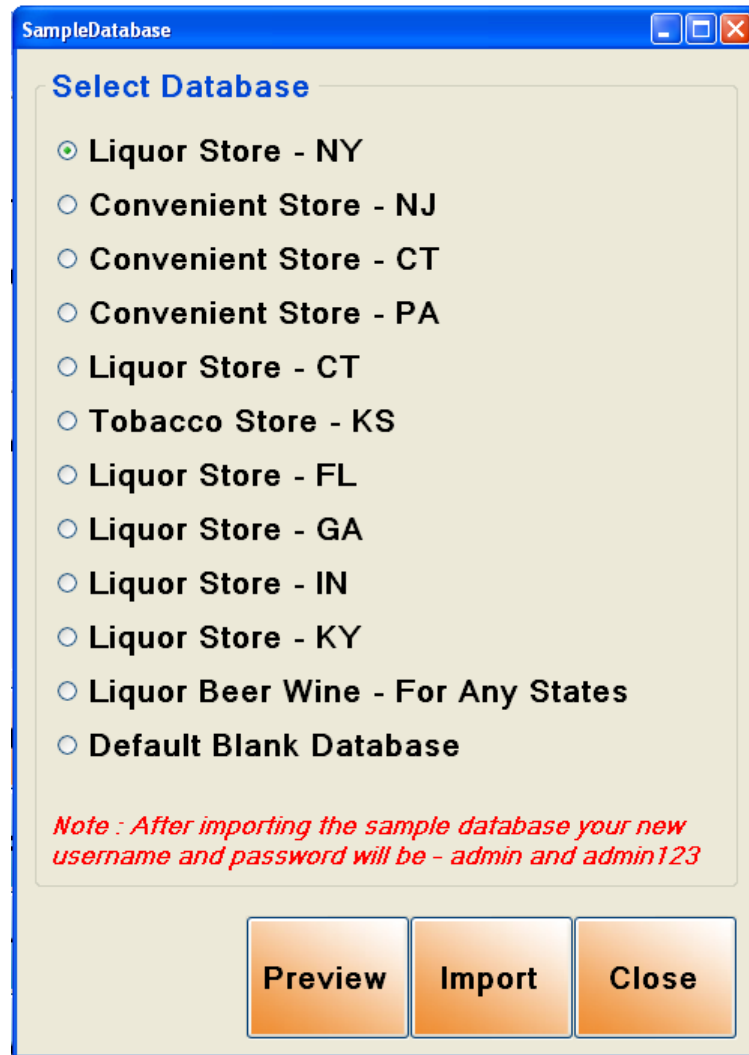 SampleDatabase
Select Database
Liquor Store - NY
Convenient Store - NJ
Convenient Store - CT
Convenient Store - PA
Liquor Store - CT
Tobacco Store - KS
Liquor Store - FL
Liquor Store - GA
Liquor Store - IN
Liquor Store - KY
Liquor Beer Wine - For Any States
Default Blank Database
Note : After importing the sample database your new
username and password will be - admin and admin123
Preview Import Close